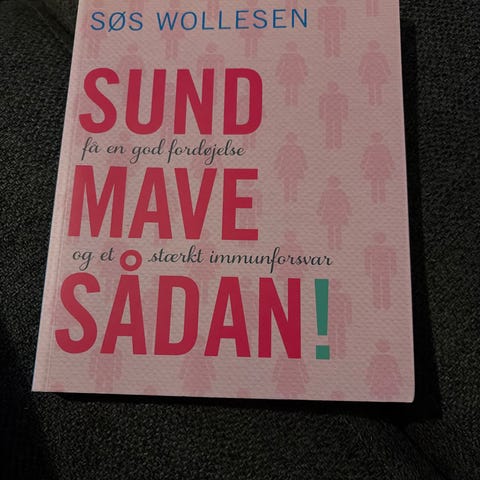 SØS WOLLESEN
SUND
få en god fordøjelse
MAVE
og et stærkt immunforsvar
SÅDAN!